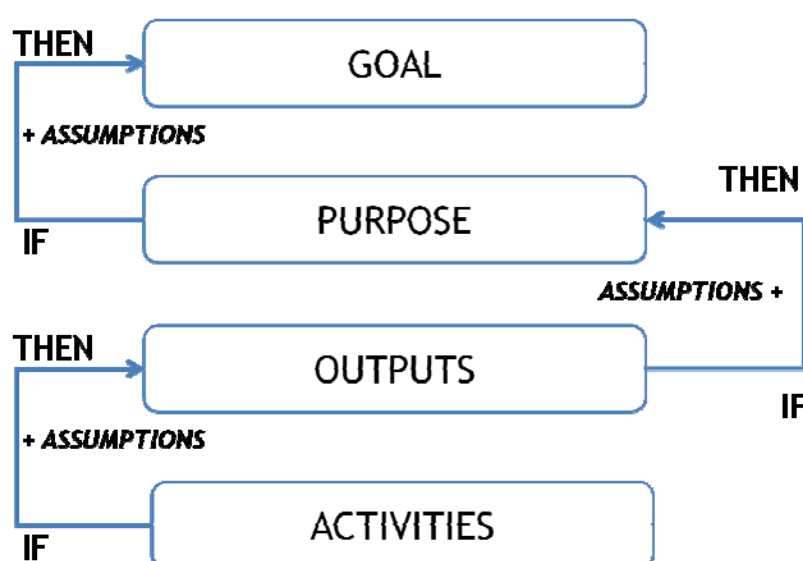 THEN
GOAL
+ ASSUMPTIONS
THEN
PURPOSE
IF
ASSUMPTIONS +
THEN
OUTPUTS
IF
+ ASSUMPTIONS
ACTIVITIES
IF